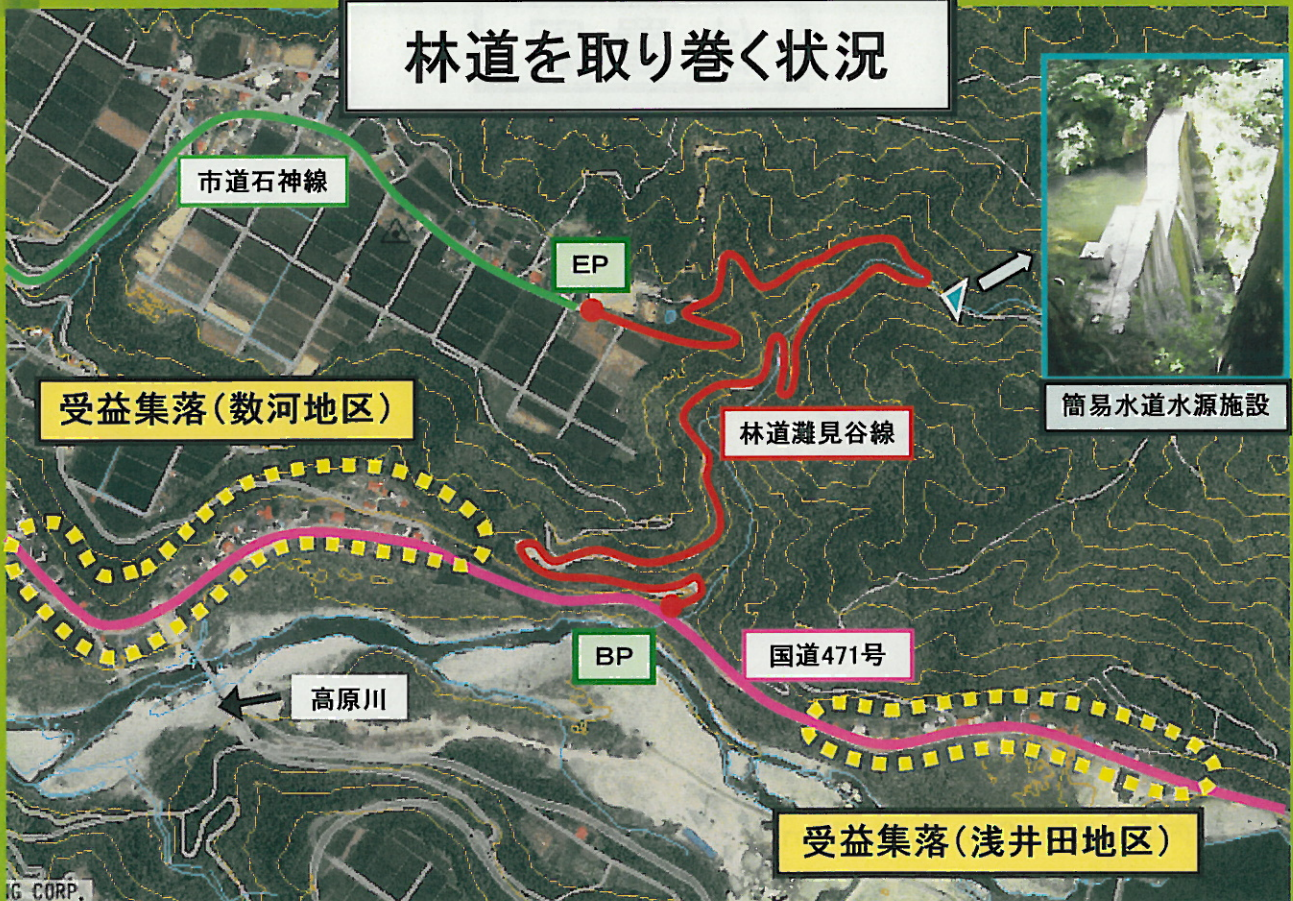 林道を取り巻く状況
市道石神線
EP
受益集落（数河地区）
簡易水道水源施設
林道灘見谷線
BP
国道471号
高原川
受益集落（浅井田地区）
G CORP.